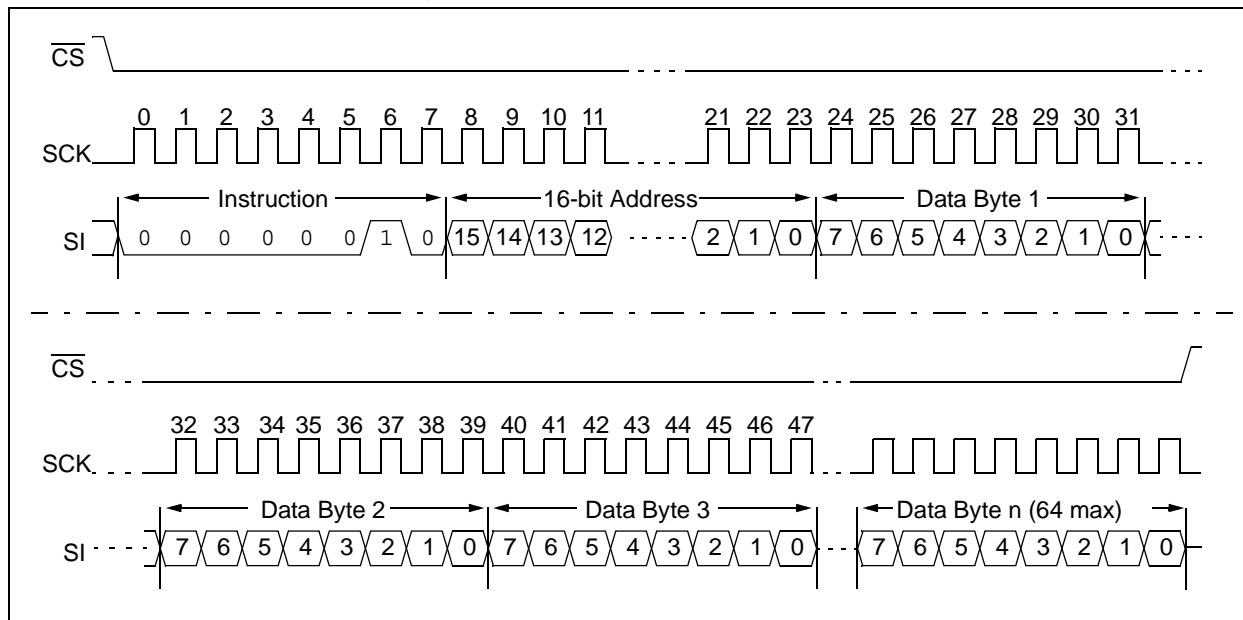 CS
0 1 2 3 4 5 6 7 8 9 10 11 21 22 23 24 25 26 27 28 29 30 31
SCK
Instruction 16-bit Address Data Byte 1
SI 0 0 0 0 0 0 1 0 15 14 13 12 2 1 0 7 6 5 4 3 2 1 0
CS
32 33 34 35 36 37 38 39 40 41 42 43 44 45 46 47
SCK
Data Byte 2 Data Byte 3 Data Byte n (64 max)
SI 7 6 5 4 3 2 1 0 7 6 5 4 3 2 1 0 7 6 5 4 3 2 1 0